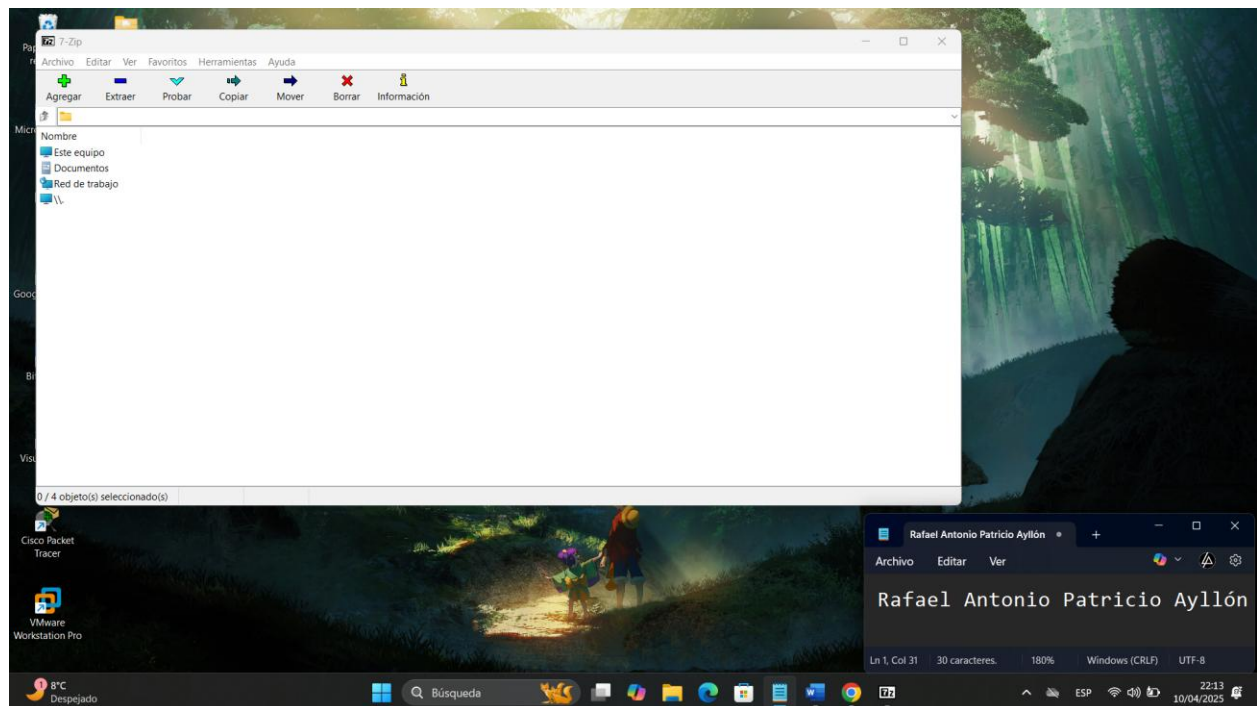 7-Zip
Archivo Editar Ver Favoritos Herramientas Ayuda
Agregar Extraer Probar Copiar Mover Borrar Información
Nombre
Este equipo
Documentos
Red de trabajo
\\.
0 / 4 objeto(s) seleccionado(s)
Cisco Packet
Tracer
VMware
Workstation Pro
Rafael Antonio Patricio Ayllón
Archivo Editar Ver
Rafael Antonio Patricio Ayllón
Ln 1, Col 31 30 caracteres. 180% Windows (CRLF) UTF-8
1
8°C
Despejado
Búsqueda
ESP
22:13
10/04/2025